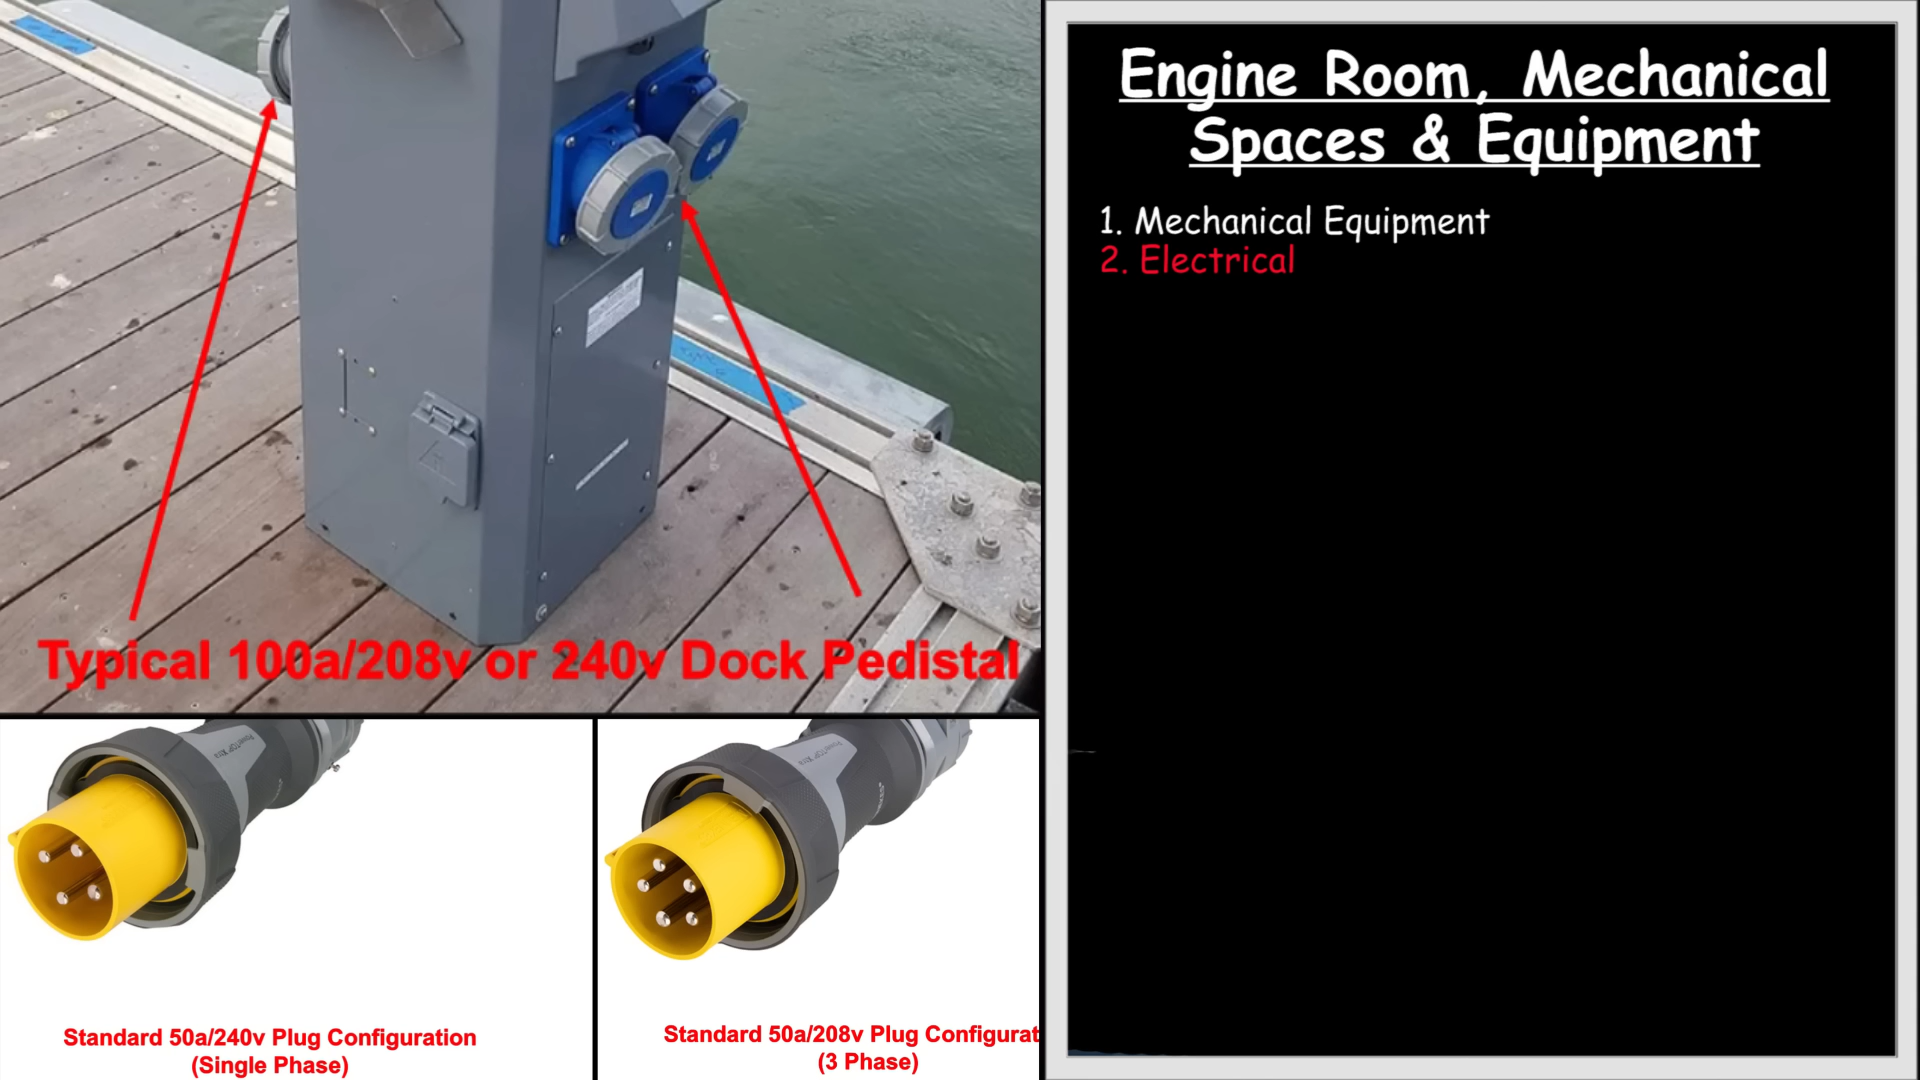 Engine Room, Mechanical
Spaces & Equipment
1. Mechanical Equipment
2. Electrical
Typical 100a/208v or 240v Dock Pedistal
Standard 50a/240v Plug Configuration
(Single Phase)
Standard 50a/208v Plug Configurat
(3 Phase)